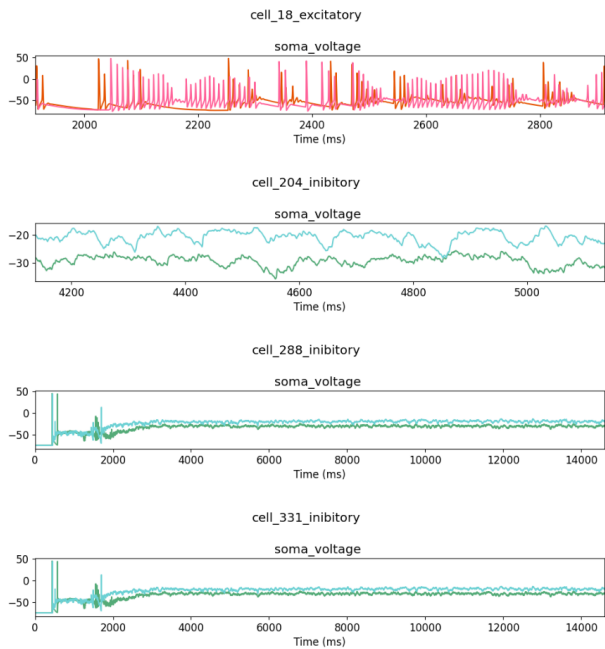 cell_18_excitatory
soma_voltage
50
0
−50
2000 2200 2400 2600 2800
Time (ms)
cell_204_inibitory
soma_voltage
−20
−30
4200 4400 4600 4800 5000
Time (ms)
cell_288_inibitory
soma_voltage
50
0
−50
0 2000 4000 6000 8000 10000 12000 14000
Time (ms)
cell_331_inibitory
soma_voltage
50
0
−50
0 2000 4000 6000 8000 10000 12000 14000
Time (ms)